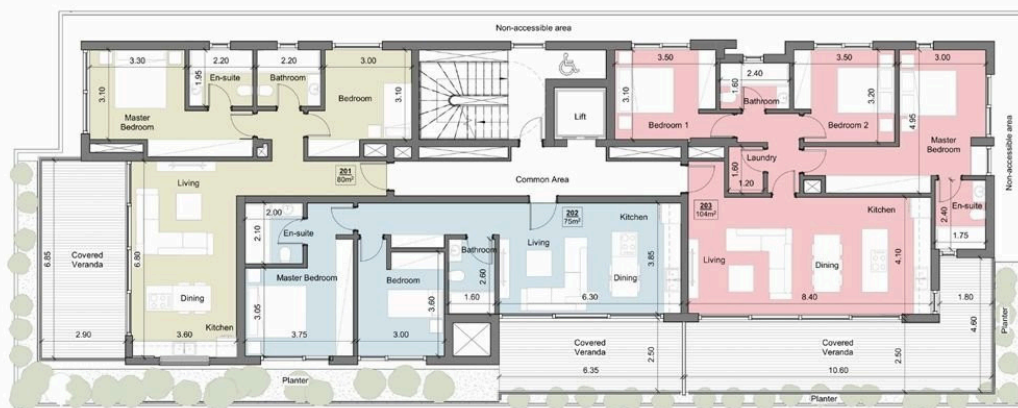 Non-accessible area
3.30
2.20
2.20
3.00
3.50
2.40
3.50
3.00
1.95
En-suite
Bathroom
3.10
Master
Bedroom
Bedroom
3.10
Lift
3.10
Bedroom 1
1.60
Bathroom
3.20
Bedroom 2
4.95
Master
Bedroom
Non-accessible area
Living
201
80m²
Common Area
1.60
Laundry
1.20
203
104m²
Kitchen
2.40
En-suite
1.75
6.85
Covered
Veranda
2.90
6.80
Dining
3.60
Kitchen
2.00
2.10
En-suite
Master Bedroom
3.05
3.75
Bedroom
3.60
3.00
Bathroom
2.60
1.60
202
75m²
Kitchen
Living
3.85
Dining
6.30
Living
Dining
4.10
8.40
1.80
4.60
Planter
Covered
Veranda
2.50
6.35
Covered
Veranda
2.50
10.60
Planter
Planter